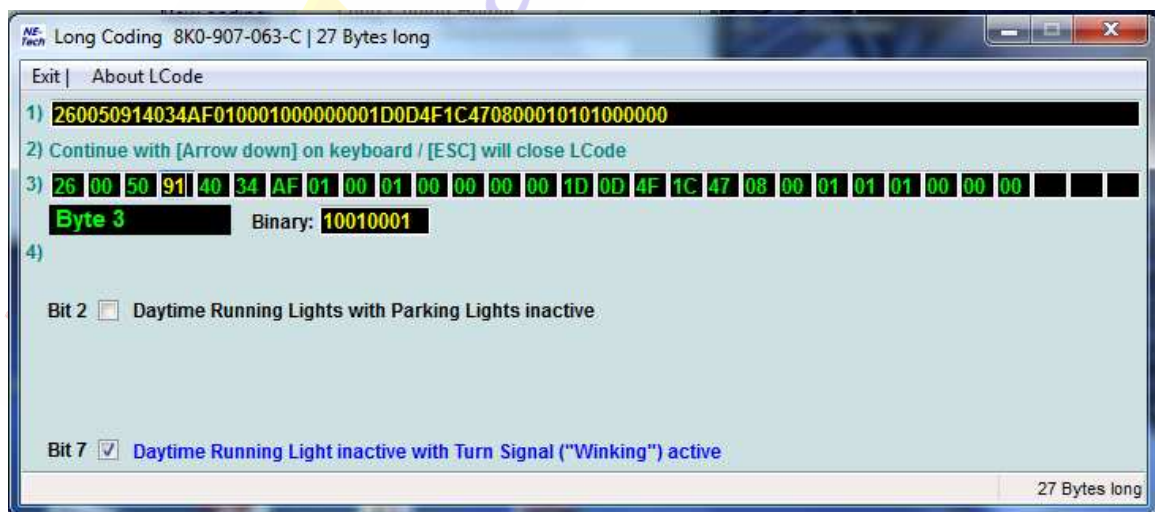 NE-Tech Long Coding 8K0-907-063-C | 27 Bytes long
Exit | About LCode
1) 260050914034AF010001000000001D0D4F1C470800010101000000
2) Continue with [Arrow down] on keyboard / [ESC] will close LCode
3) 26 00 50 91 40 34 AF 01 00 01 00 00 00 00 1D 0D 4F 1C 47 08 00 01 01 01 00 00 00
Byte 3 Binary: 10010001
4)
Bit 2 Daytime Running Lights with Parking Lights inactive
Bit 7 Daytime Running Light inactive with Turn Signal ("Winking") active
27 Bytes long